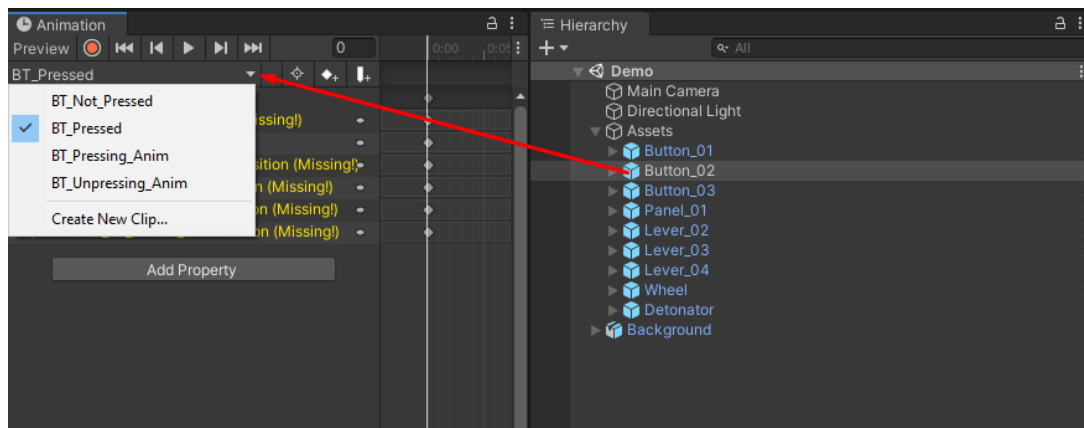 Animation
Preview
0
0:00
0:05
BT_Pressed
BT_Not_Pressed
BT_Pressed
BT_Pressing_Anim
BT_Unpressing_Anim
Create New Clip...
issing!)
sition (Missing!)
n (Missing!)
on (Missing!)
on (Missing!)
Add Property
Hierarchy
All
Demo
Main Camera
Directional Light
Assets
Button_01
Button_02
Button_03
Panel_01
Lever_02
Lever_03
Lever_04
Wheel
Detonator
Background